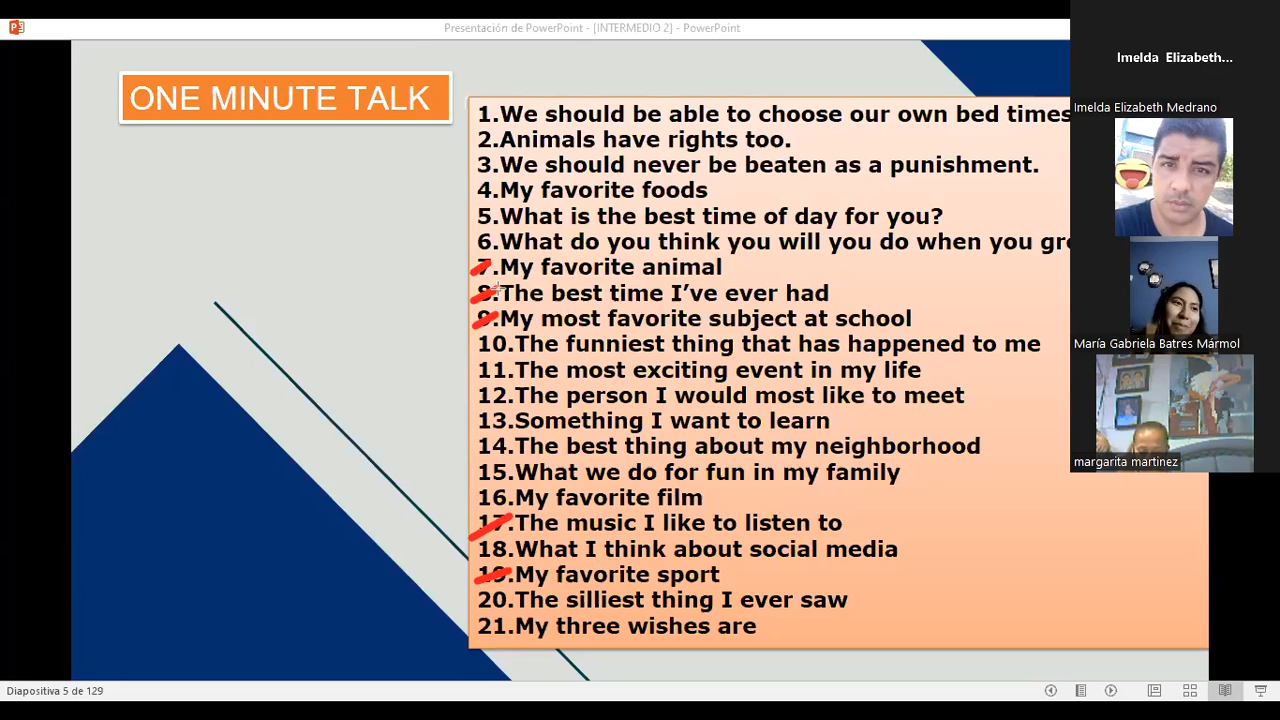 Presentación de PowerPoint - [INTERMEDIO 2] - PowerPoint
Imelda Elizabeth...
ONE MINUTE TALK
1.We should be able to choose our own bed times
2.Animals have rights too.
3.We should never be beaten as a punishment.
4.My favorite foods
5.What is the best time of day for you?
6.What do you think you will you do when you gro
7.My favorite animal
8.The best time I've ever had
9.My most favorite subject at school
10.The funniest thing that has happened to me
11.The most exciting event in my life
12.The person I would most like to meet
13.Something I want to learn
14.The best thing about my neighborhood
15.What we do for fun in my family
16.My favorite film
17.The music I like to listen to
18.What I think about social media
19.My favorite sport
20.The silliest thing I ever saw
21.My three wishes are
Imelda Elizabeth Medrano
María Gabriela Batres Mármol
margarita martinez
Diapositiva 5 de 129